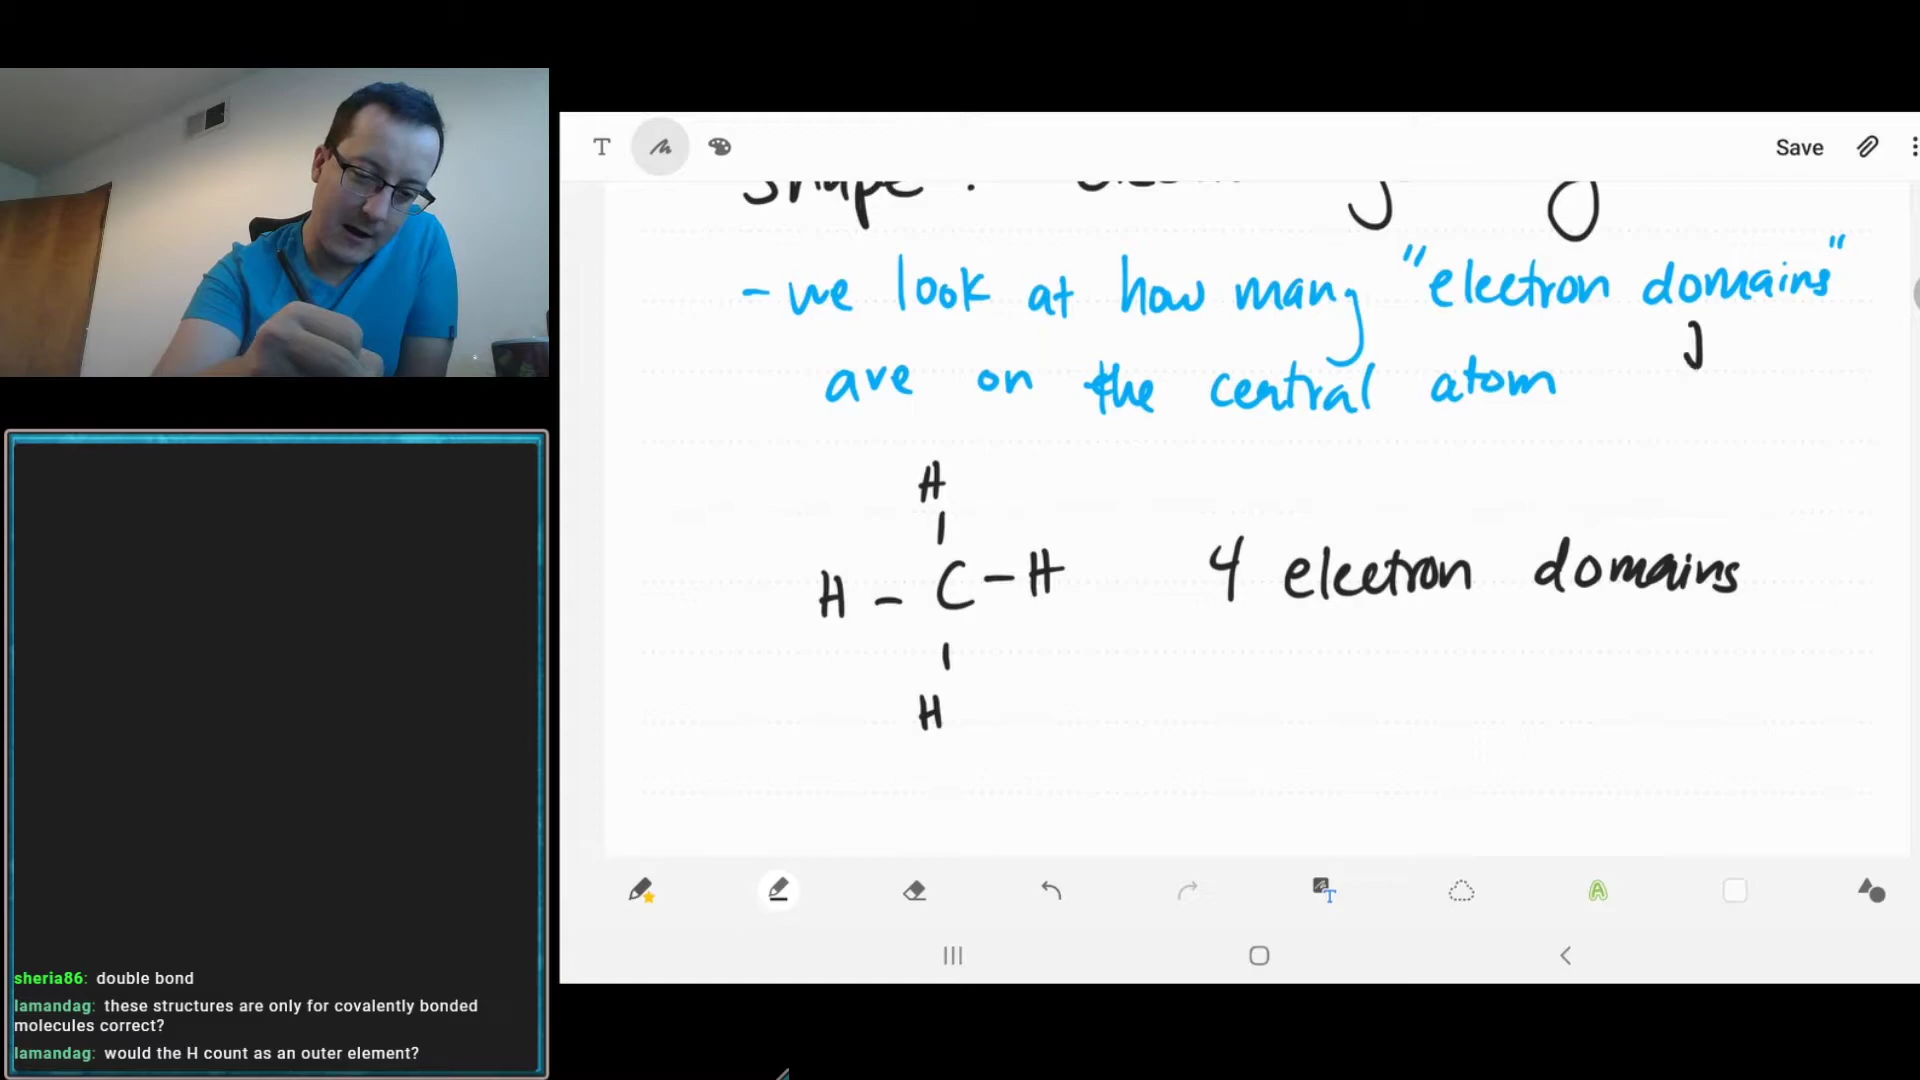 T
Save
shape :
- we look at how many "electron domains"
are on the central atom
H
H - C - H
H
4 electron domains
T
A
sheria86: double bond
lamandag: these structures are only for covalently bonded
molecules correct?
lamandag: would the H count as an outer element?